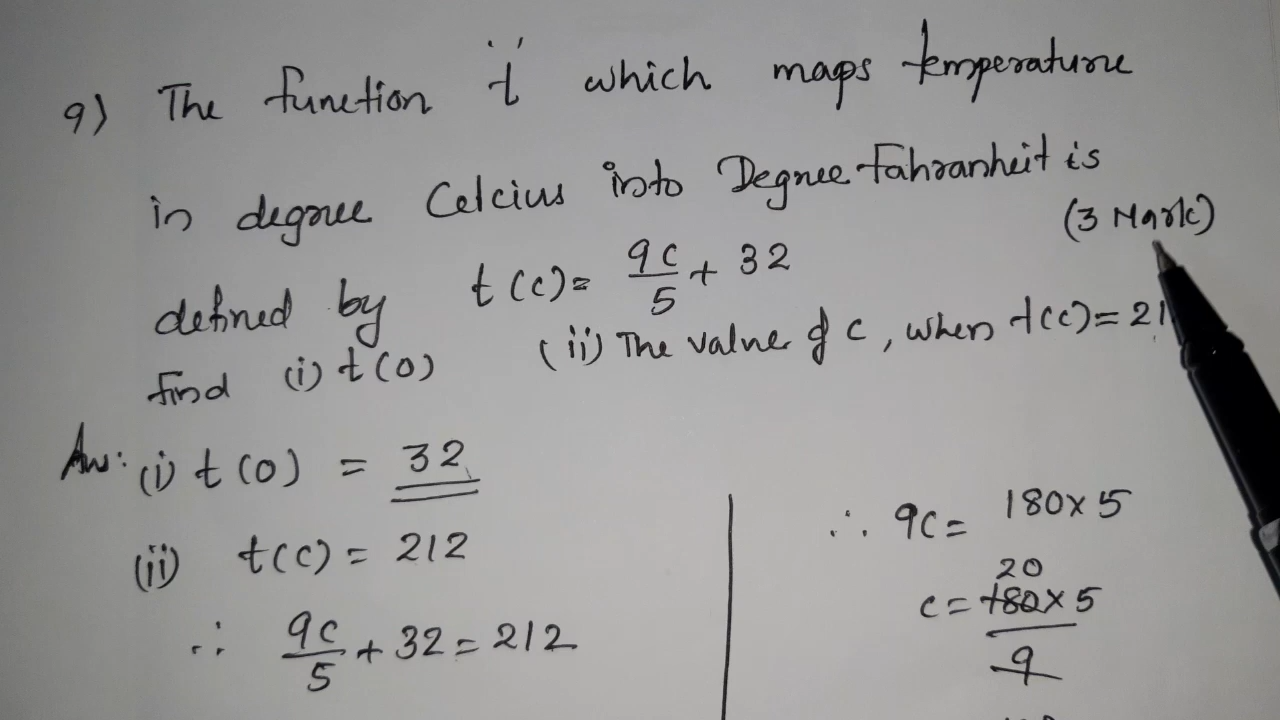 9) The function 't' which maps temperature
in degree Celcius into Degree Fahranheit is
(3 Mark)
defined by t(c) = 9c/5 + 32
find (i) t(0) (ii) The value of c, when t(c) = 21
Ans: (i) t(0) = 32
(ii) t(c) = 212
∴ 9c/5 + 32 = 212
∴ 9c = 180 x 5
20
c = 180 x 5
9